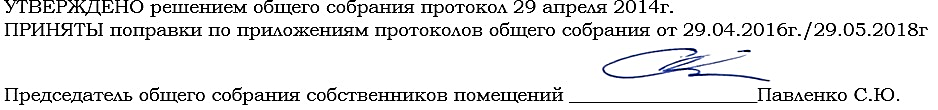 УТВЕРЖДЕНО решением общего собрания протокол 29 апреля 2014г.
ПРИНЯТЫ поправки по приложениям протоколов общего собрания от 29.04.2016г./29.05.2018г
Председатель общего собрания собственников помещений ___________________Павленко С.Ю.